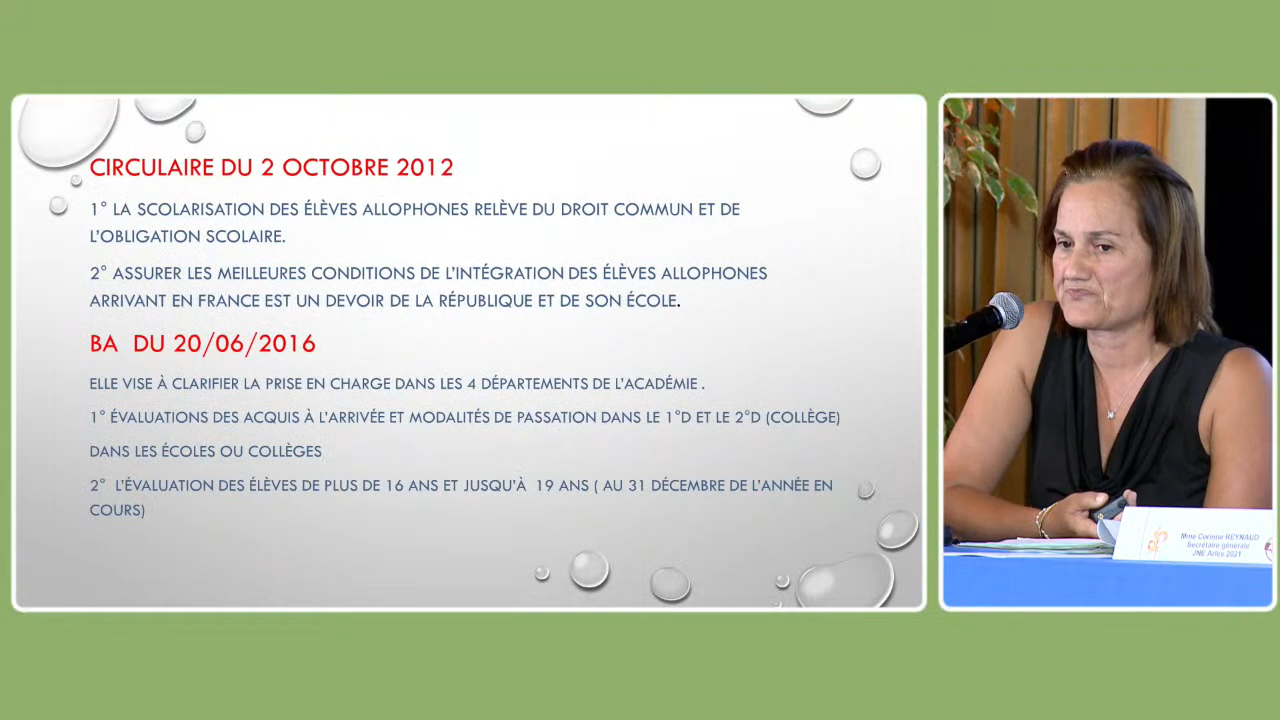 CIRCULAIRE DU 2 OCTOBRE 2012
1° LA SCOLARISATION DES ÉLÈVES ALLOPHONES RELÈVE DU DROIT COMMUN ET DE
L'OBLIGATION SCOLAIRE.
2° ASSURER LES MEILLEURES CONDITIONS DE L'INTÉGRATION DES ÉLÈVES ALLOPHONES
ARRIVANT EN FRANCE EST UN DEVOIR DE LA RÉPUBLIQUE ET DE SON ÉCOLE.
BA DU 20/06/2016
ELLE VISE À CLARIFIER LA PRISE EN CHARGE DANS LES 4 DÉPARTEMENTS DE L'ACADÉMIE .
1° ÉVALUATIONS DES ACQUIS À L'ARRIVÉE ET MODALITÉS DE PASSATION DANS LE 1°D ET LE 2°D (COLLÈGE)
DANS LES ÉCOLES OU COLLÈGES
2° L'ÉVALUATION DES ÉLÈVES DE PLUS DE 16 ANS ET JUSQU'À 19 ANS ( AU 31 DÉCEMBRE DE L'ANNÉE EN
COURS)
Mme Corinne REYNAUD
Secrétaire générale
JNE Arles 2021